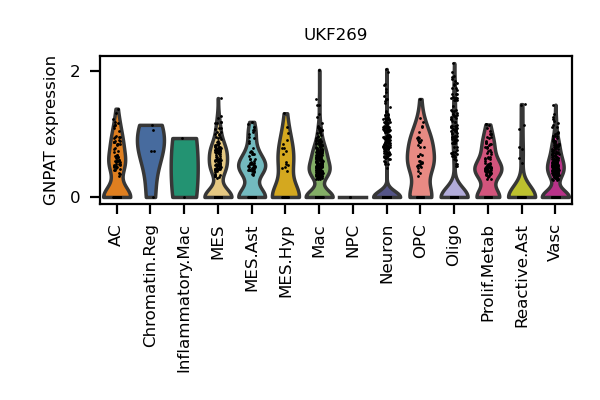 UKF269
GNPAT expression
2
0
AC
Chromatin.Reg
Inflammatory.Mac
MES
MES.Ast
MES.Hyp
Mac
NPC
Neuron
OPC
Oligo
Prolif.Metab
Reactive.Ast
Vasc